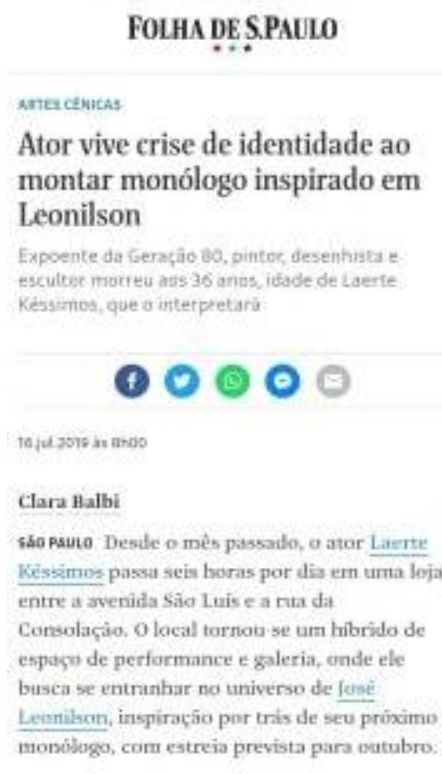 FOLHA DE S.PAULO
ARTES CÊNICAS
Ator vive crise de identidade ao
montar monólogo inspirado em
Leonilson
Expoente da Geração 80, pintor, desenhista e
escultor morreu aos 36 anos, idade de Laerte
Késsimos, que o interpretará
16.jul.2019 às 8h00
Clara Balbi
SÃO PAULO Desde o mês passado, o ator Laerte
Késsimos passa seis horas por dia em uma loja
entre a avenida São Luís e a rua da
Consolação. O local tornou-se um híbrido de
espaço de performance e galeria, onde ele
busca se entranhar no universo de José
Leonilson, inspiração por trás de seu próximo
monólogo, com estreia prevista para outubro.